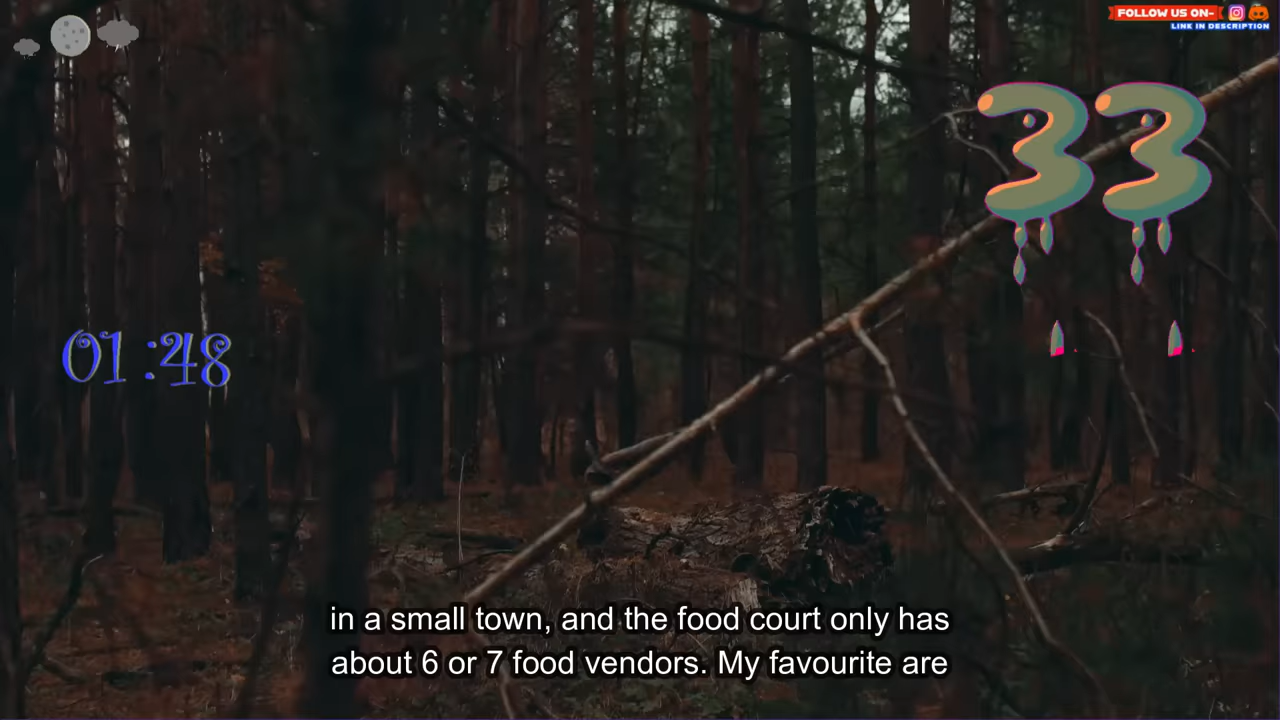 FOLLOW US ON-
LINK IN DESCRIPTION
33
01:48
in a small town, and the food court only has
about 6 or 7 food vendors. My favourite are